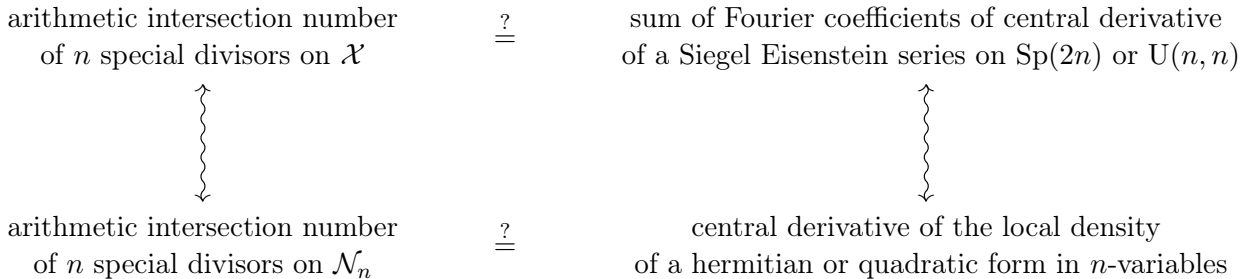 arithmetic intersection number ? sum of Fourier coefficients of central derivative
of n special divisors on 𝒳 = of a Siegel Eisenstein series on Sp(2n) or U(n, n)
arithmetic intersection number ? central derivative of the local density
of n special divisors on 𝒩ₙ = of a hermitian or quadratic form in n-variables